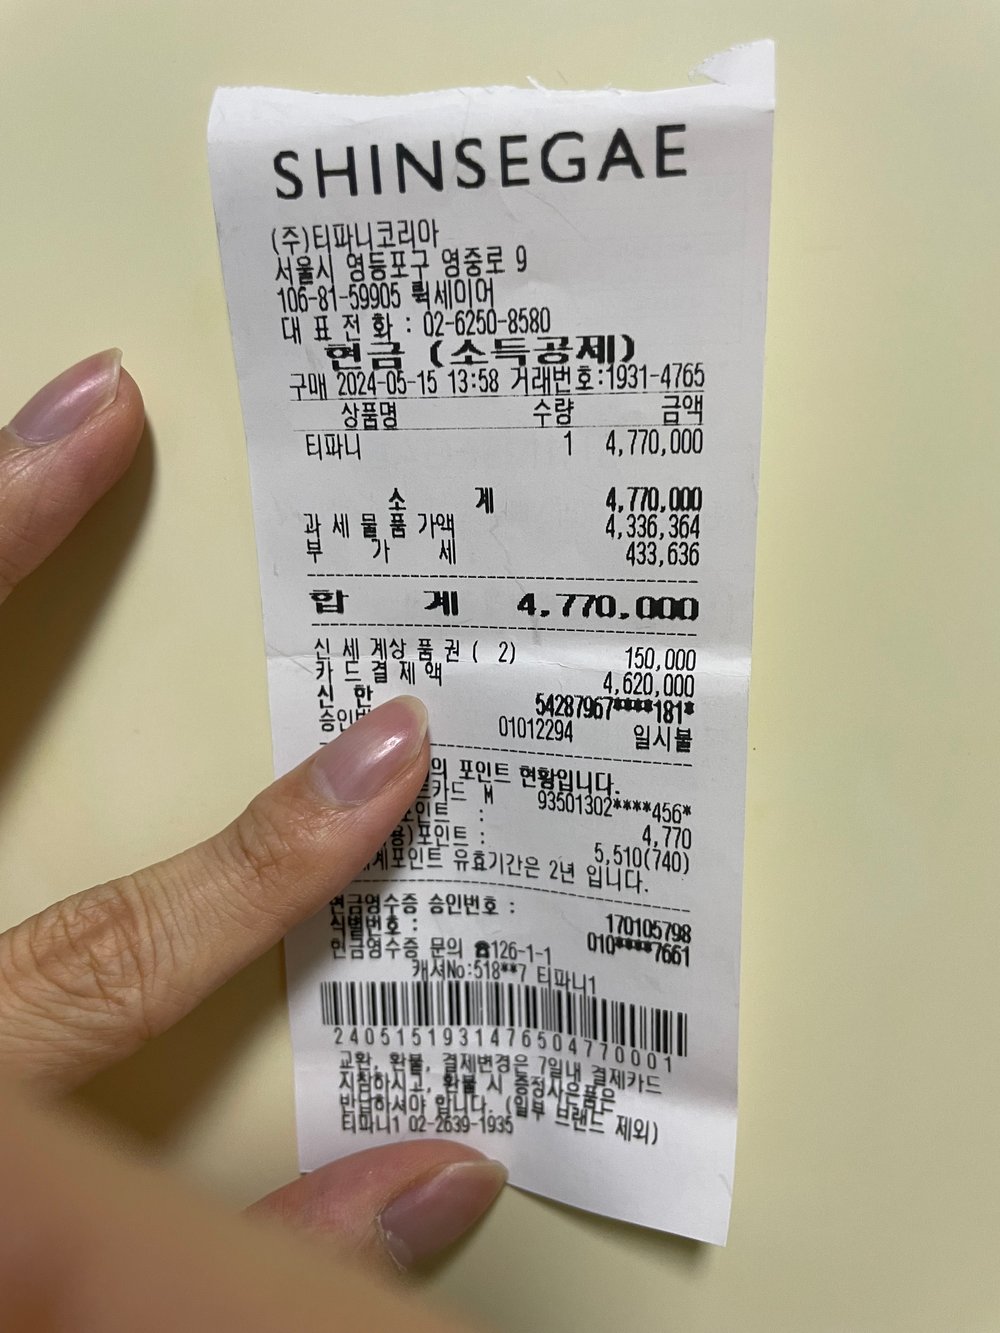 SHINSEGAE
(주)티파니코리아
서울시 영등포구 영중로 9
106-81-59905 뤽세이어
대 표 전 화 : 02-6250-8580
현금 (소득공제)
구매 2024-05-15 13:58 거래번호:1931-4765
상품명 수량 금액
티파니 1 4,770,000
소 계 4,770,000
과 세 물 품 가액 4,336,364
부 가 세 433,636
합 계 4,770,000
신 세 계상 품 권 ( 2) 150,000
카 드 결 제 액 4,620,000
신 한 54287967****181*
승인 01012294 일시불
의 포인트 현황입니다.
카드 M 93501302****456*
포인트 : 4,770
용)포인트 : 5,510(740)
계포인트 유효기간은 2년 입니다.
현금영수증 승인번호 : 170105798
식별번호 : 010****7661
현금영수증 문의 ☎126-1-1
캐셔No:518**7 티파니1
2405151931476504770001
교환, 환불, 결제변경은 7일내 결제카드
지참하시고, 환불 시 증정사은품은
반납하셔야 합니다. (일부 브랜드 제외)
티파니1 02-2639-1935